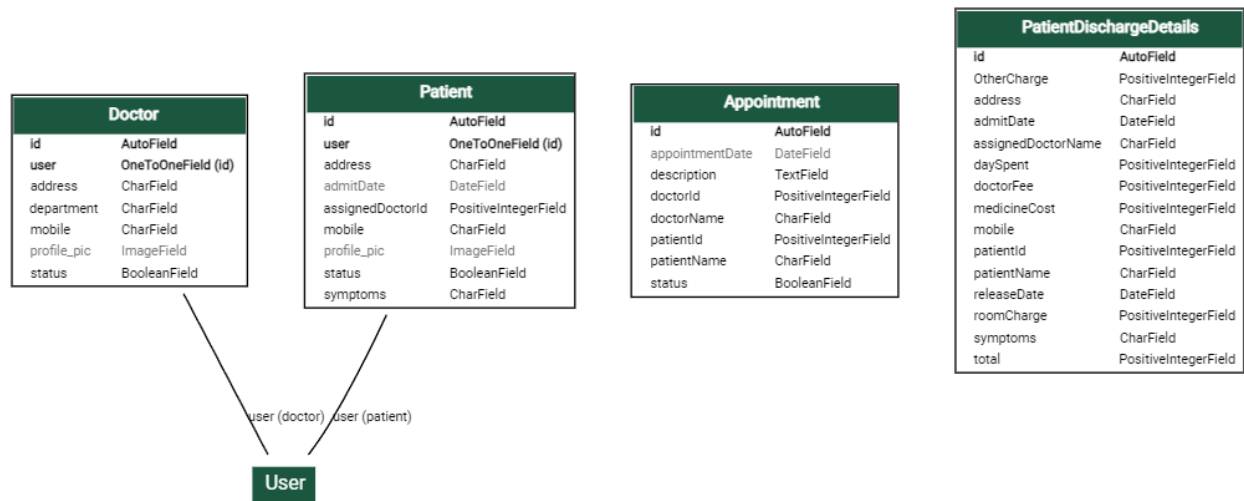 Doctor
id AutoField
user OneToOneField (id)
address CharField
department CharField
mobile CharField
profile_pic ImageField
status BooleanField
Patient
id AutoField
user OneToOneField (id)
address CharField
admitDate DateField
assignedDoctorId PositiveIntegerField
mobile CharField
profile_pic ImageField
status BooleanField
symptoms CharField
Appointment
id AutoField
appointmentDate DateField
description TextField
doctorId PositiveIntegerField
doctorName CharField
patientId PositiveIntegerField
patientName CharField
status BooleanField
PatientDischargeDetails
id AutoField
OtherCharge PositiveIntegerField
address CharField
admitDate DateField
assignedDoctorName CharField
daySpent PositiveIntegerField
doctorFee PositiveIntegerField
medicineCost PositiveIntegerField
mobile CharField
patientId PositiveIntegerField
patientName CharField
releaseDate DateField
roomCharge PositiveIntegerField
symptoms CharField
total PositiveIntegerField
user (doctor) user (patient)
User